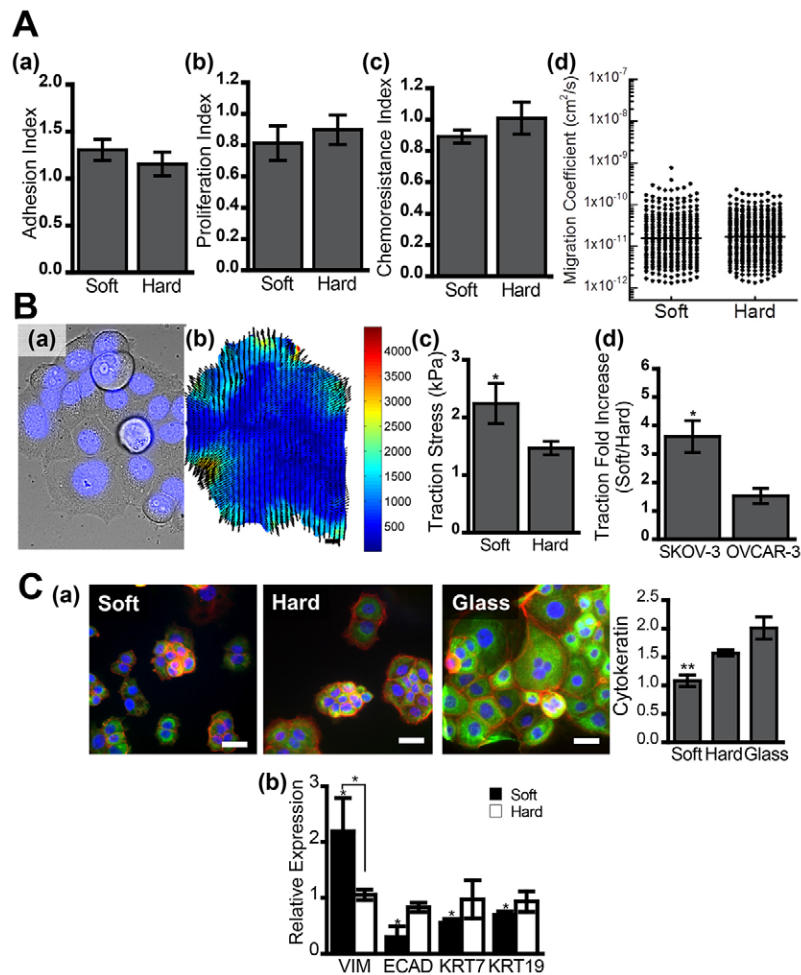 A
(a)
Adhesion Index
2.0
1.5
1.0
0.5
0.0
Soft Hard
(b)
Proliferation Index
1.2
1.0
0.8
0.6
0.4
0.2
0.0
Soft Hard
(c)
Chemoresistance Index
1.2
1.0
0.8
0.6
0.4
0.2
0.0
Soft Hard
(d)
Migration Coefficient (cm²/s)
1x10⁻⁷
1x10⁻⁸
1x10⁻⁹
1x10⁻¹⁰
1x10⁻¹¹
1x10⁻¹²
Soft Hard
B
(a)
(b)
4000
3500
3000
2500
2000
1500
1000
500
(c)
Traction Stress (kPa)
3
2
1
0
*
Soft Hard
(d)
Traction Fold Increase
(Soft/Hard)
6
5
4
3
2
1
0
*
SKOV-3 OVCAR-3
C
(a)
Soft
Hard
Glass
Cytokeratin
2.5
2.0
1.5
1.0
0.5
0.0
**
Soft Hard Glass
(b)
Relative Expression
3
2
1
0
*
*
*
*
*
Soft
Hard
VIM ECAD KRT7 KRT19